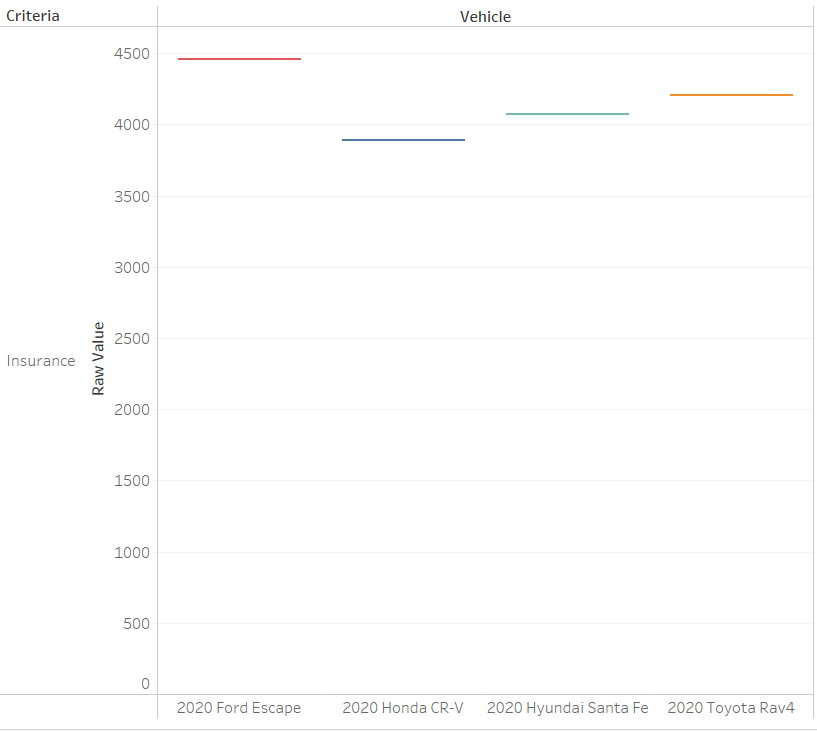 Criteria
Vehicle
4500
4000
3500
3000
2500
2000
1500
1000
500
0
Raw Value
Insurance
2020 Ford Escape
2020 Honda CR-V
2020 Hyundai Santa Fe
2020 Toyota Rav4